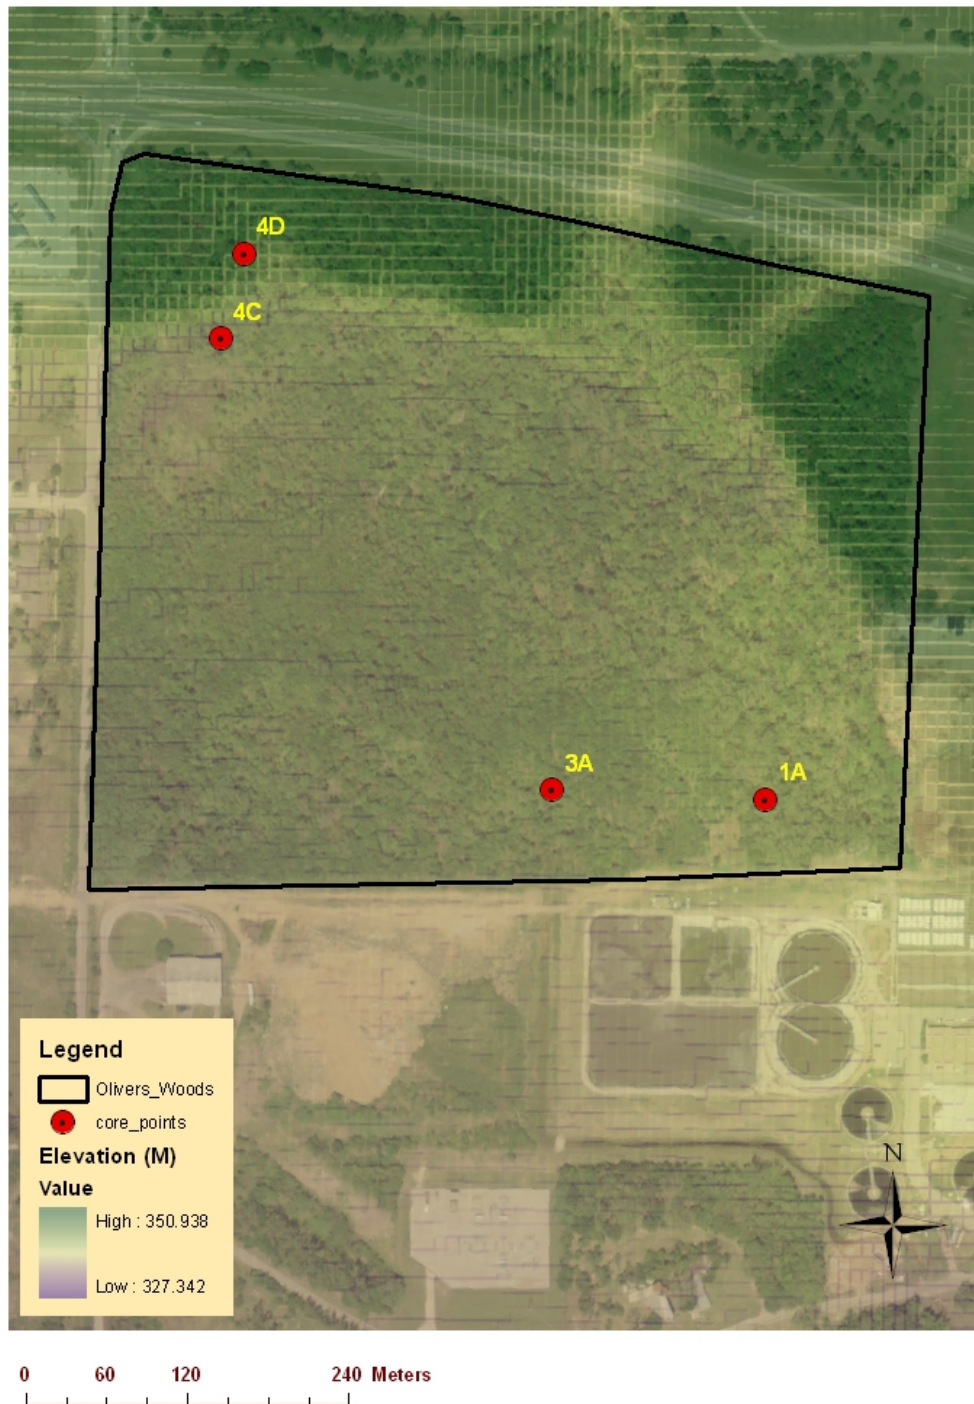 4D
4C
3A
1A
Legend
Olivers_Woods
core_points
Elevation (M)
Value
High : 350.938
Low : 327.342
N
0 60 120 240 Meters